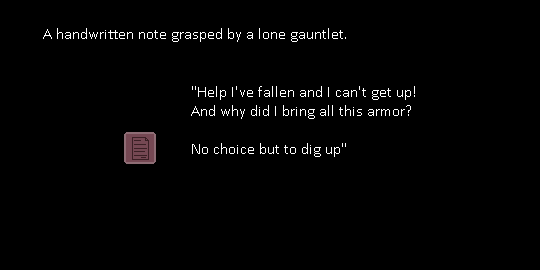 A handwritten note grasped by a lone gauntlet.
"Help I've fallen and I can't get up!
And why did I bring all this armor?
No choice but to dig up"